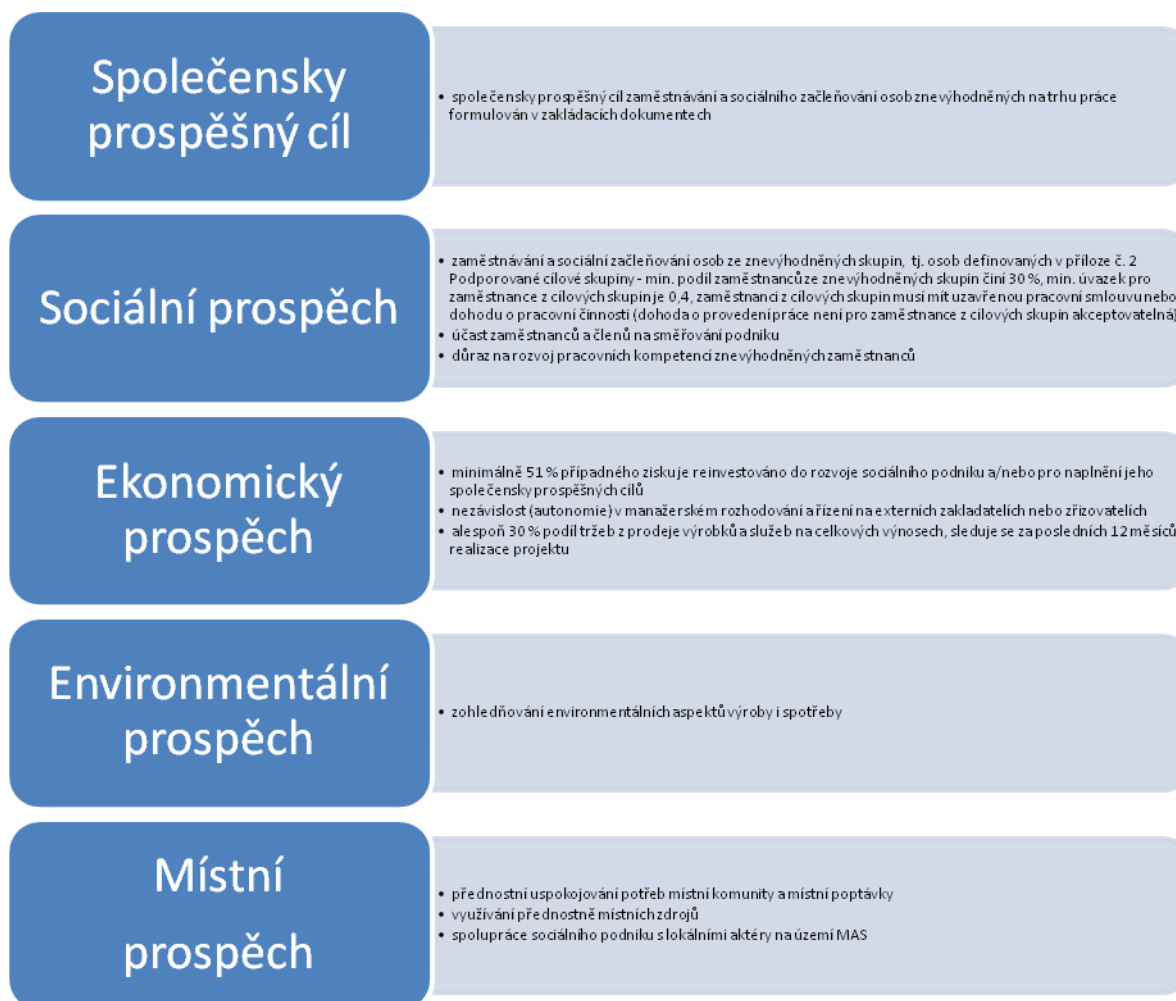 Společensky
prospěšný cíl
• společensky prospěšný cíl zaměstnávání a sociálního začleňování osob znevýhodněných na trhu práce
formulován v zakládacích dokumentech
Sociální prospěch
• zaměstnávání a sociální začleňování osob ze znevýhodněných skupin, tj. osob definovaných v příloze č. 2
Podporované cílové skupiny - min. podíl zaměstnanců ze znevýhodněných skupin činí 30 %, min. úvazek pro
zaměstnance z cílových skupin je 0,4, zaměstnanci z cílových skupin musí mít uzavřenou pracovní smlouvu nebo
dohodu o pracovní činnosti (dohoda o provedení práce není pro zaměstnance z cílových skupin akceptovatelná)
• účast zaměstnanců a členů na směřování podniku
• důraz na rozvoj pracovních kompetencí znevýhodněných zaměstnanců
Ekonomický
prospěch
• minimálně 51 % případného zisku je reinvestováno do rozvoje sociálního podniku a/nebo pro naplnění jeho
společensky prospěšných cílů
• nezávislost (autonomie) v manažerském rozhodování a řízení na externích zakladatelích nebo zřizovatelích
• alespoň 30 % podíl tržeb z prodeje výrobků a služeb na celkových výnosech, sleduje se za posledních 12 měsíců
realizace projektu
Environmentální
prospěch
• zohledňování environmentálních aspektů výroby i spotřeby
Místní
prospěch
• přednostní uspokojování potřeb místní komunity a místní poptávky
• využívání přednostně místních zdrojů
• spolupráce sociálního podniku s lokálními aktéry na území MAS